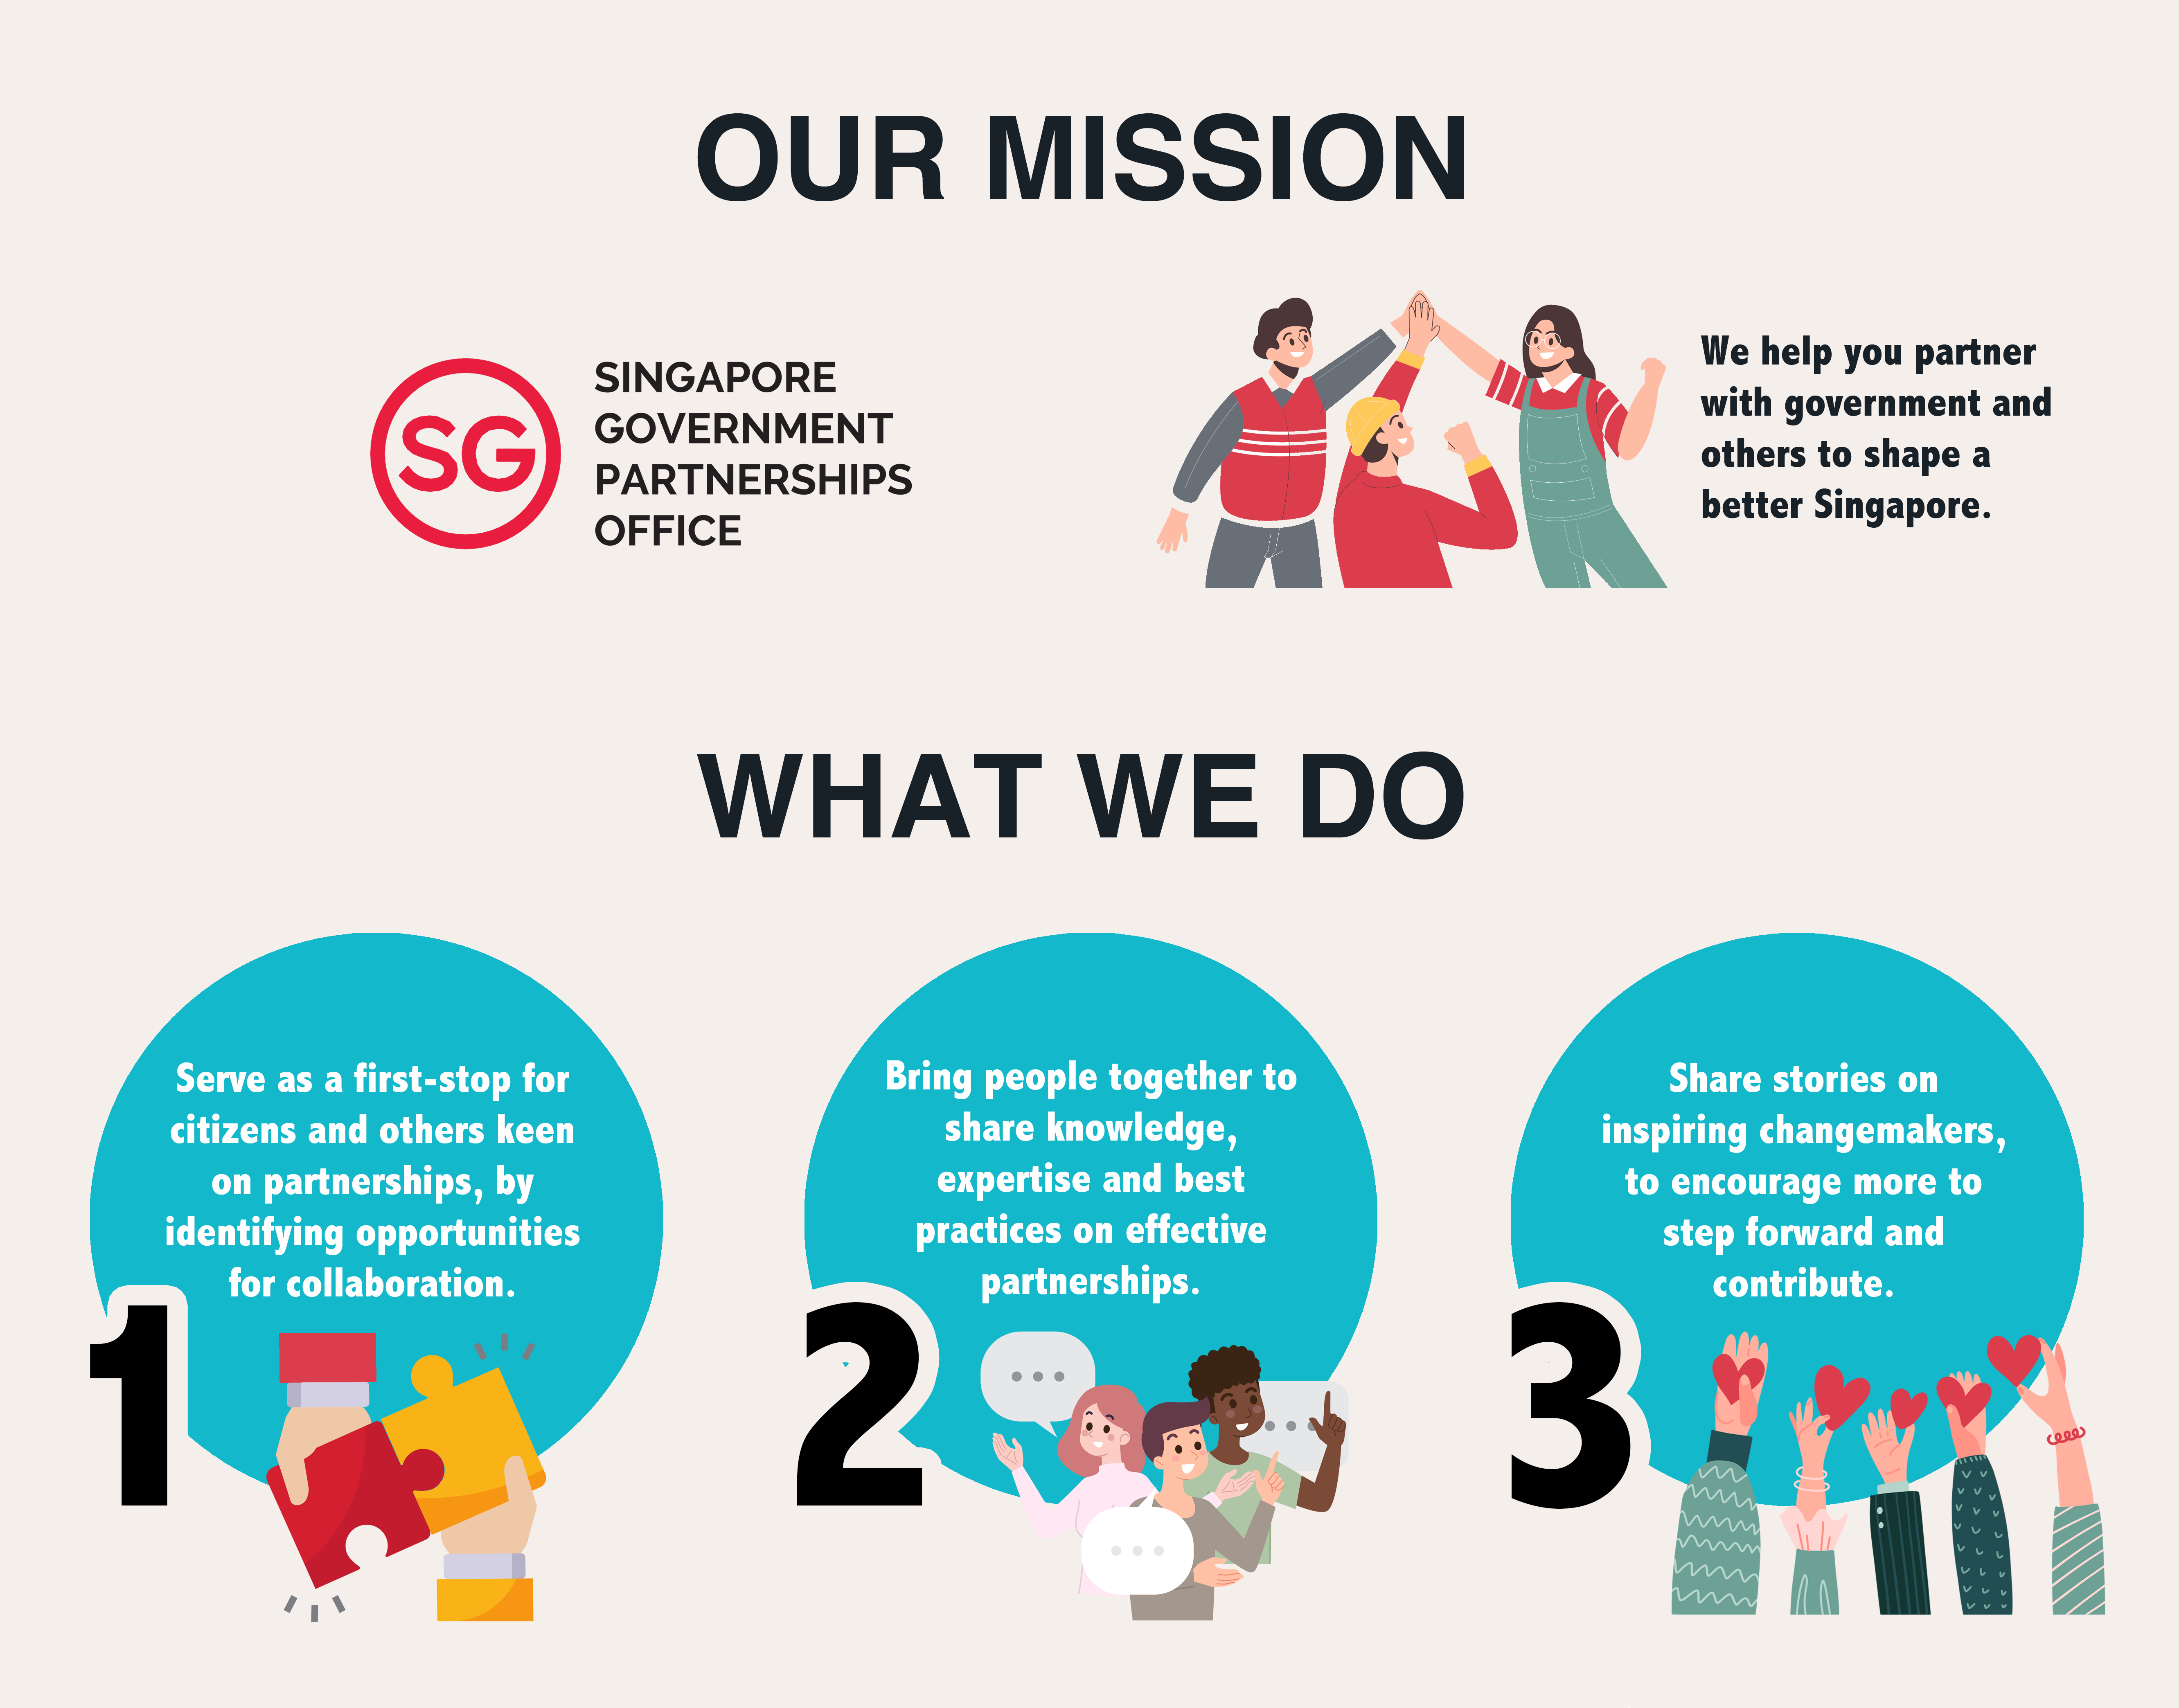 OUR MISSION
SG
SINGAPORE
GOVERNMENT
PARTNERSHIPS
OFFICE
We help you partner
with government and
others to shape a
better Singapore.
WHAT WE DO
Serve as a first-stop for
citizens and others keen
on partnerships, by
identifying opportunities
for collaboration.
1
Bring people together to
share knowledge,
expertise and best
practices on effective
partnerships.
2
Share stories on
inspiring changemakers,
to encourage more to
step forward and
contribute.
3